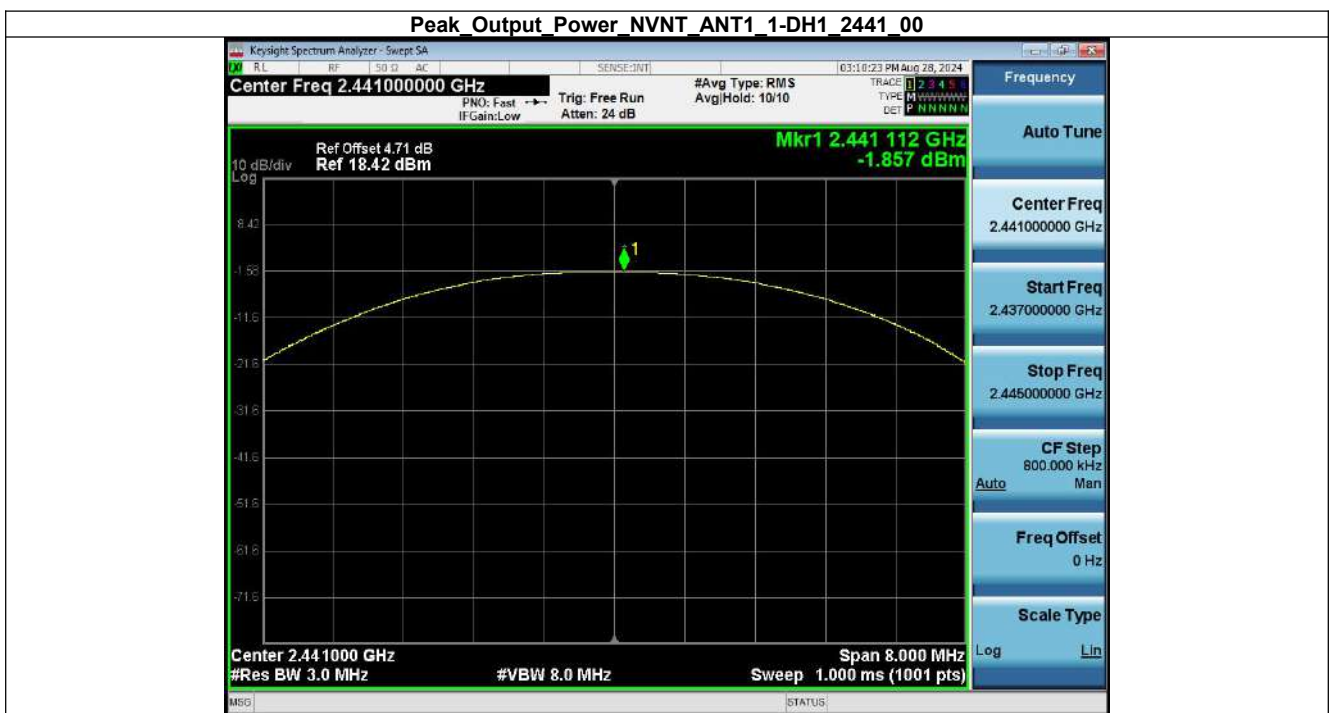 Peak_Output_Power_NVNT_ANT1_1-DH1_2441_00
Keysight Spectrum Analyzer - Swept SA
RL RF 50 Ω AC SENSE:INT 03:10:23 PM Aug 28, 2024
Center Freq 2.441000000 GHz
PNO: Fast
IFGain:Low
Trig: Free Run
Atten: 24 dB
#Avg Type: RMS
Avg|Hold: 10/10
TRACE 1 2 3 4 5 6
TYPE M WWWWW
DET P N N N N N
Ref Offset 4.71 dB
10 dB/div Ref 18.42 dBm
Log
Mkr1 2.441 112 GHz
-1.857 dBm
8.42
1
-1.58
-11.6
-21.6
-31.6
-41.6
-51.6
-61.6
-71.6
Center 2.441000 GHz Span 8.000 MHz
#Res BW 3.0 MHz #VBW 8.0 MHz Sweep 1.000 ms (1001 pts)
MSG STATUS
Frequency
Auto Tune
Center Freq
2.441000000 GHz
Start Freq
2.437000000 GHz
Stop Freq
2.445000000 GHz
CF Step
800.000 kHz
Auto Man
Freq Offset
0 Hz
Scale Type
Log Lin